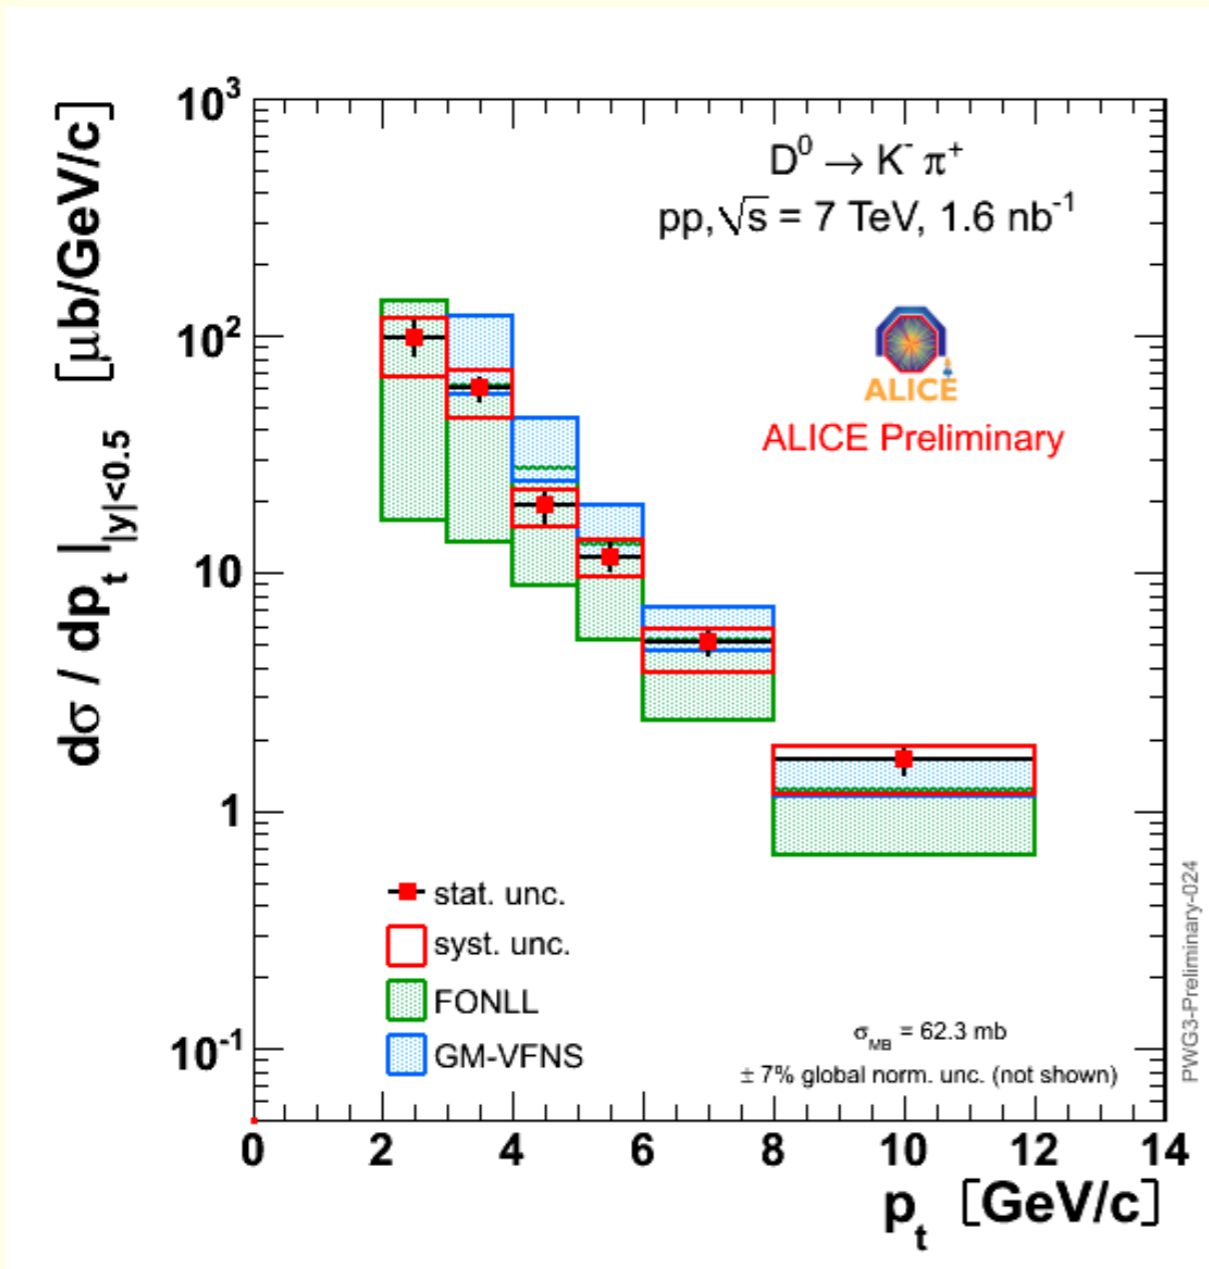 dσ / dpt | |y|<0.5 [μb/GeV/c]
10³
10²
10
1
10⁻¹
D⁰ → K⁻ π⁺
pp, √s = 7 TeV, 1.6 nb⁻¹
ALICE
ALICE Preliminary
stat. unc.
syst. unc.
FONLL
GM-VFNS
σMB = 62.3 mb
± 7% global norm. unc. (not shown)
PWG3-Preliminary-024
0 2 4 6 8 10 12 14
pt [GeV/c]